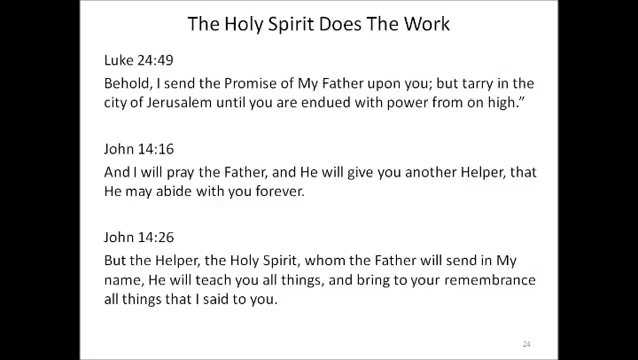 The Holy Spirit Does The Work
Luke 24:49
Behold, I send the Promise of My Father upon you; but tarry in the
city of Jerusalem until you are endued with power from on high.”
John 14:16
And I will pray the Father, and He will give you another Helper, that
He may abide with you forever.
John 14:26
But the Helper, the Holy Spirit, whom the Father will send in My
name, He will teach you all things, and bring to your remembrance
all things that I said to you.
24